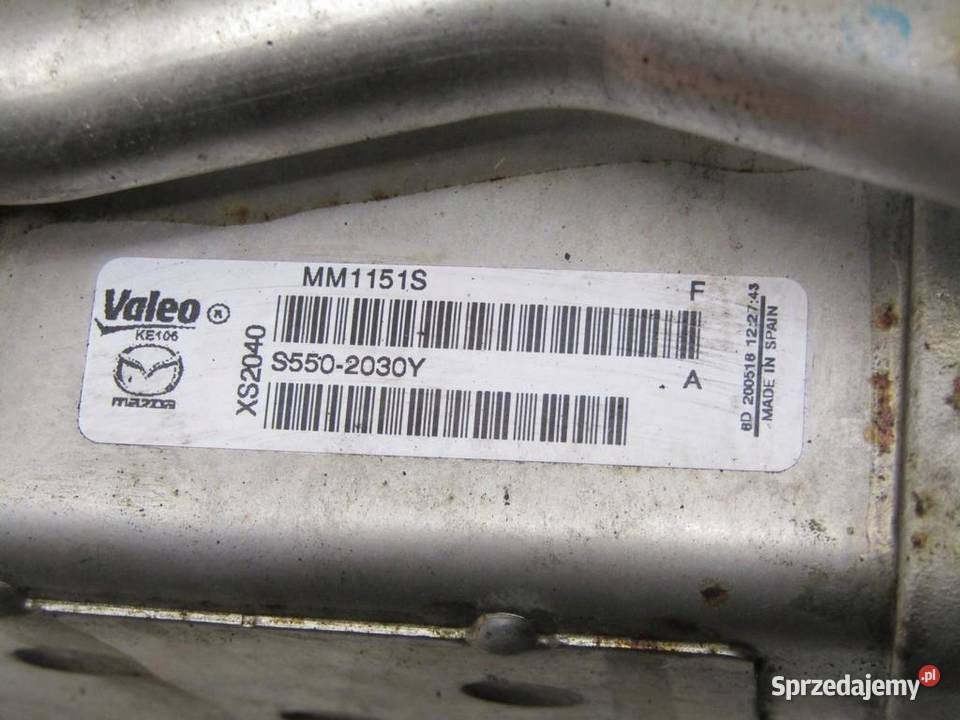 MM1151S
F
Valeo ®
KE106
mazda
XS2040
S550-2030Y
A
8D 200518 12:27:43
MADE IN SPAIN
Sprzedajemy.pl